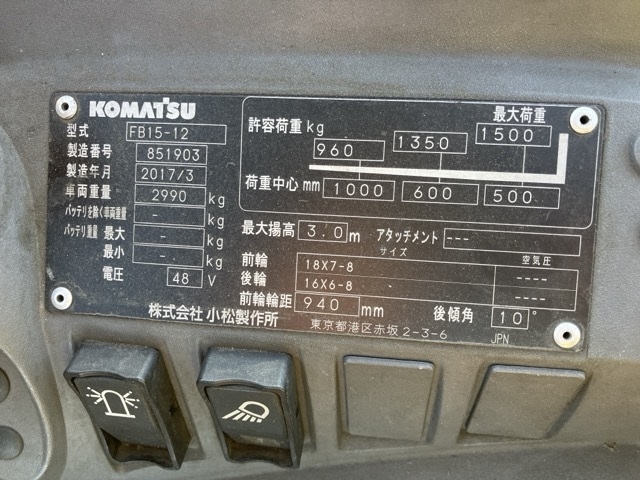 KOMATSU
型式 FB15-12
製造番号 851903
製造年月 2017/3
車両重量 2990 kg
バッテリを除く車両重量 - kg
バッテリ重量 最大 - kg
最小 - kg
電圧 48 V
株式会社 小松製作所
最大荷重
許容荷重 kg 960 1350 1500
荷重中心 mm 1000 600 500
最大揚高 3.0 m アタッチメント ---
サイズ 空気圧
前輪 18X7-8 ----
後輪 16X6-8 ----
前輪輪距 940 mm 後傾角 10°
東京都港区赤坂 2-3-6 JPN